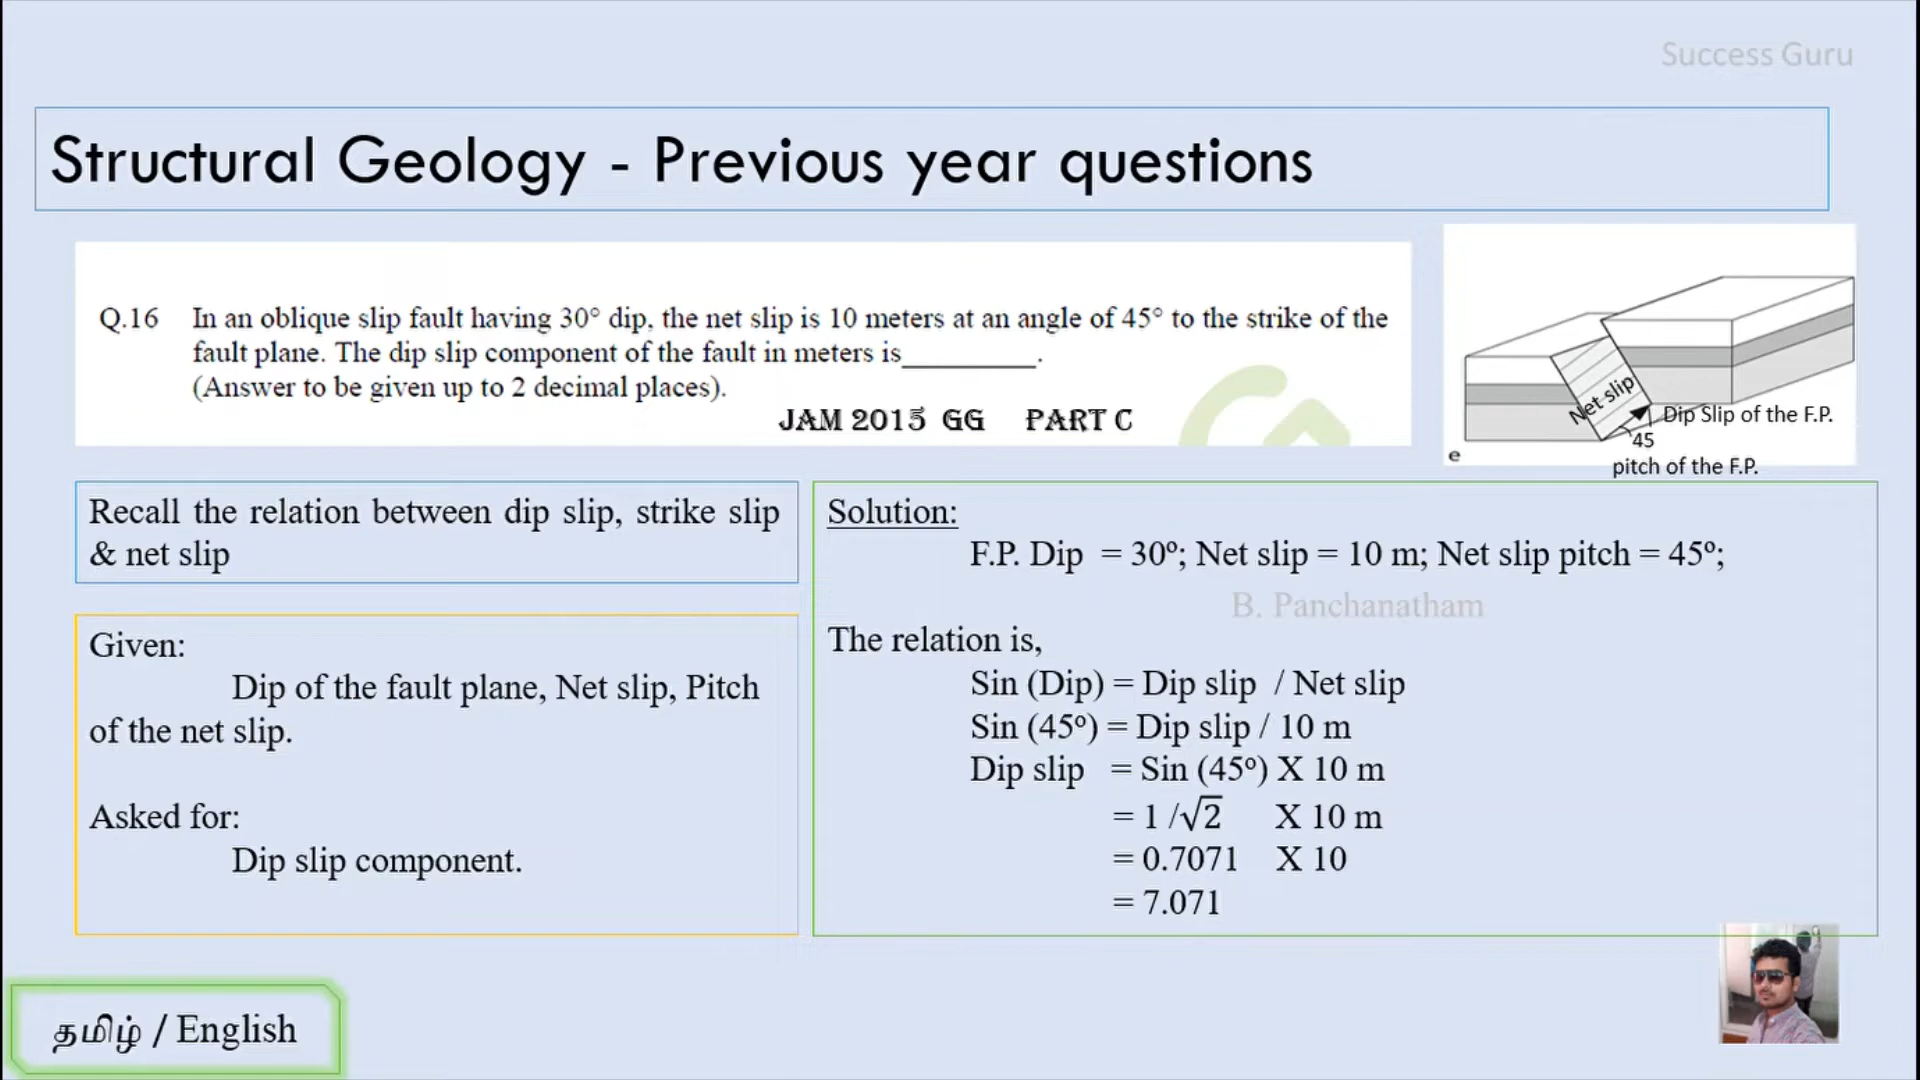 Success Guru
Structural Geology - Previous year questions
Q.16 In an oblique slip fault having 30° dip, the net slip is 10 meters at an angle of 45° to the strike of the
fault plane. The dip slip component of the fault in meters is_________.
(Answer to be given up to 2 decimal places).
JAM 2015 GG PART C
Net slip
Dip Slip of the F.P.
45
e
pitch of the F.P.
Recall the relation between dip slip, strike slip
& net slip
Given:
Dip of the fault plane, Net slip, Pitch
of the net slip.
Asked for:
Dip slip component.
Solution:
F.P. Dip = 30º; Net slip = 10 m; Net slip pitch = 45º;
B. Panchanatham
The relation is,
Sin (Dip) = Dip slip / Net slip
Sin (45º) = Dip slip / 10 m
Dip slip = Sin (45º) X 10 m
= 1 /√2 X 10 m
= 0.7071 X 10
= 7.071
தமிழ் / English